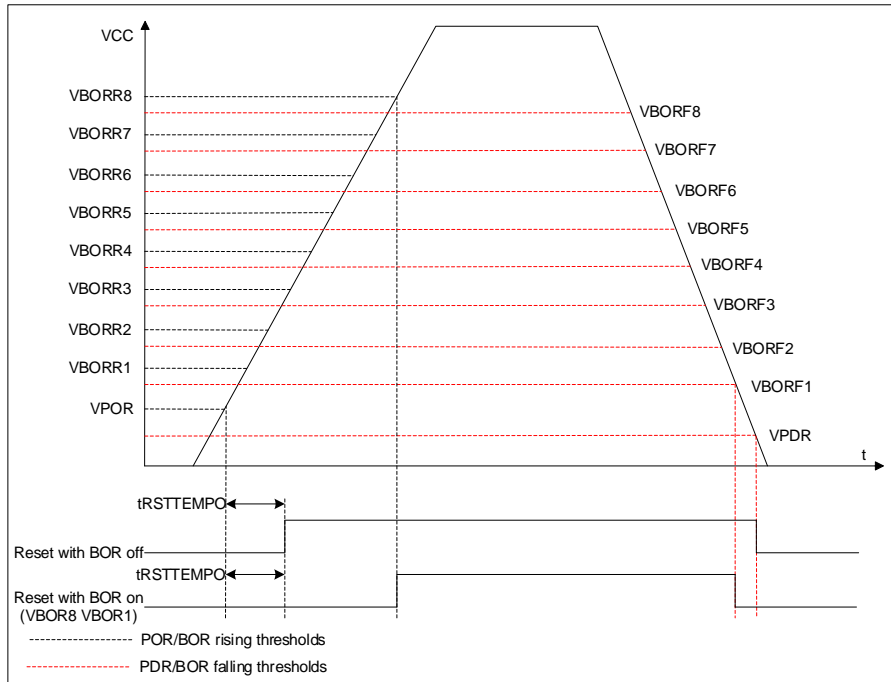 VCC
VBORR8
VBORF8
VBORR7
VBORF7
VBORR6
VBORF6
VBORR5
VBORF5
VBORR4
VBORF4
VBORR3
VBORF3
VBORR2
VBORF2
VBORR1
VBORF1
VPOR
VPDR
t
tRSTTEMPO
Reset with BOR off
tRSTTEMPO
Reset with BOR on
(VBOR8 VBOR1)
POR/BOR rising thresholds
PDR/BOR falling thresholds